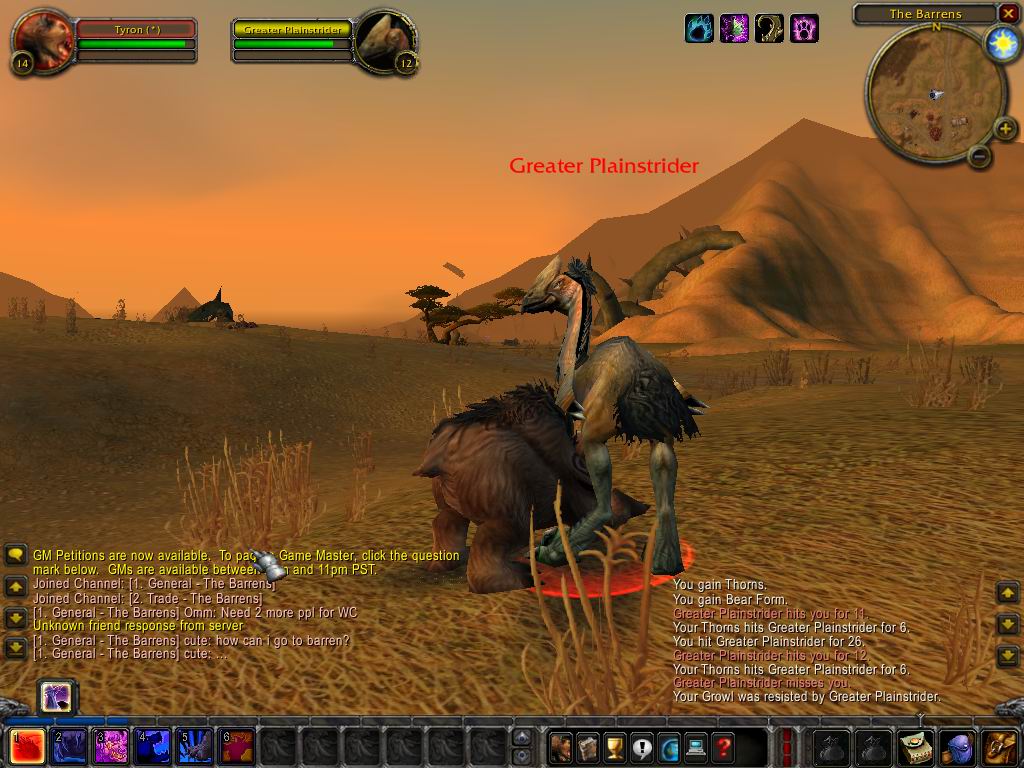 Tyron (*)
14
Greater Plainstrider
12
The Barrens
N
Greater Plainstrider
GM Petitions are now available. To Game Master, click the question
mark below. GMs are available between and 11pm PST.
Joined Channel: [1. General - The Barrens]
Joined Channel: [2. Trade - The Barrens]
[1. General - The Barrens] Omm: Need 2 more ppl for WC
Unknown friend response from server
[1. General - The Barrens] cute: how can i go to barren?
[1. General - The Barrens] cute: ...
You gain Thorns.
You gain Bear Form.
Greater Plainstrider hits you for 11.
Your Thorns hits Greater Plainstrider for 6.
You hit Greater Plainstrider for 26.
Greater Plainstrider hits you for 12.
Your Thorns hits Greater Plainstrider for 6.
Greater Plainstrider misses you.
Your Growl was resisted by Greater Plainstrider.
1 2 3 4 5